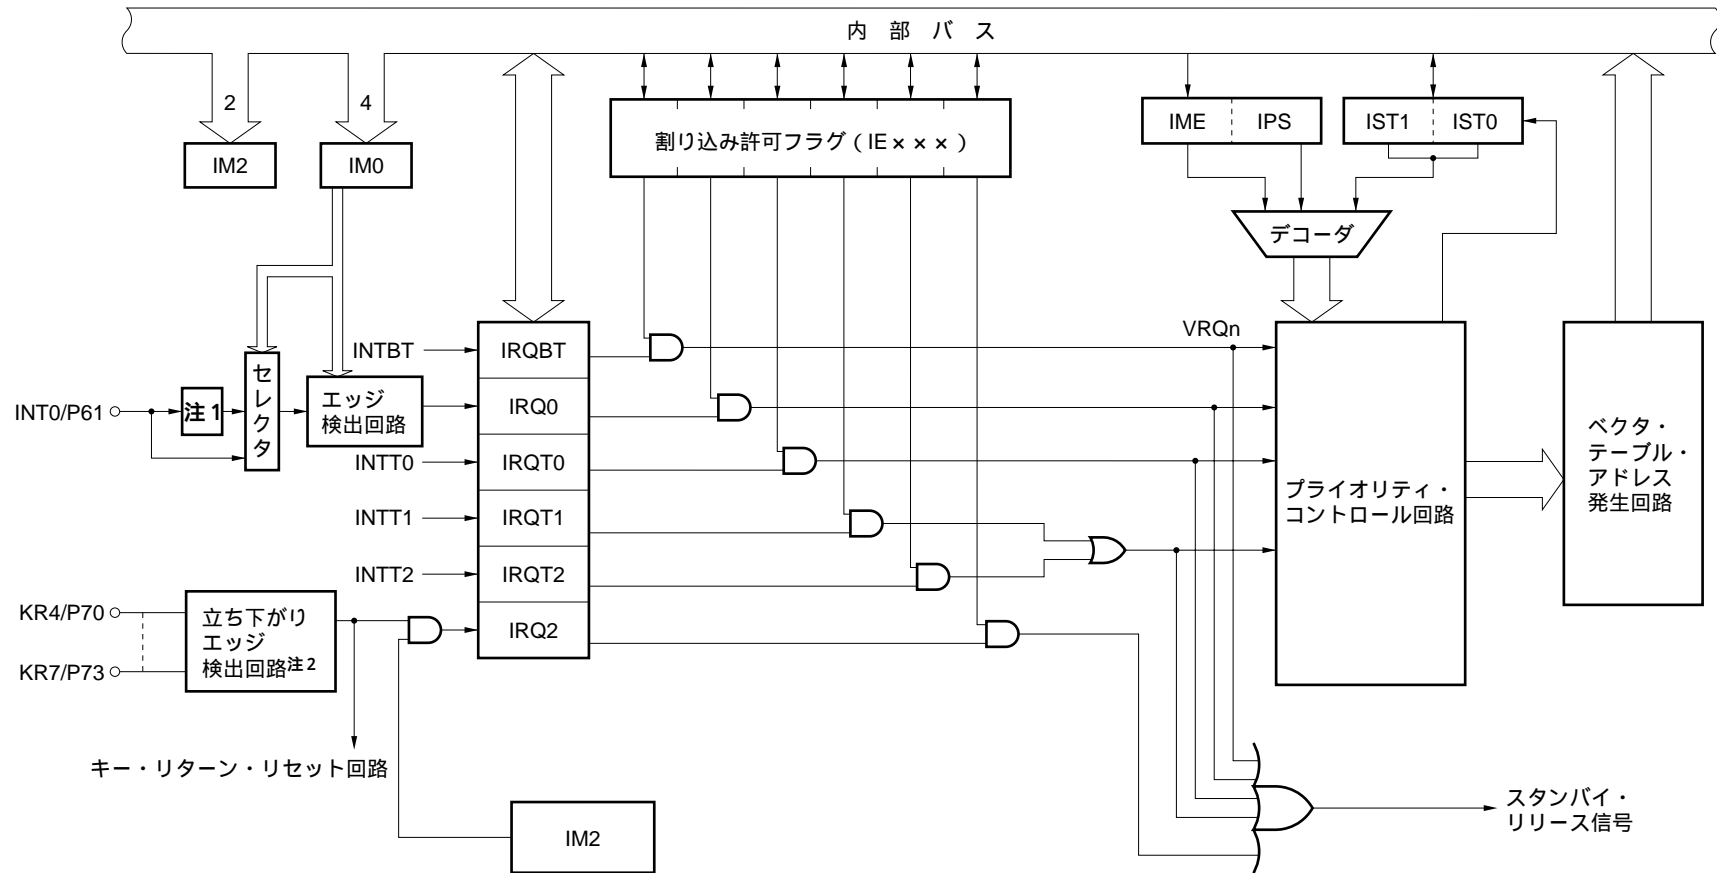 内部バス
2
4
IM2
IM0
割り込み許可フラグ(IE×××)
IME
IPS
IST1
IST0
デコーダ
INTBT
IRQBT
VRQn
INT0/P61
注1
セレクタ
エッジ
検出回路
IRQ0
INTT0
IRQT0
INTT1
IRQT1
INTT2
IRQT2
IRQ2
プライオリティ・
コントロール回路
ベクタ・
テーブル・
アドレス
発生回路
KR4/P70
KR7/P73
立ち下がり
エッジ
検出回路注2
キー・リターン・リセット回路
IM2
スタンバイ・
リリース信号